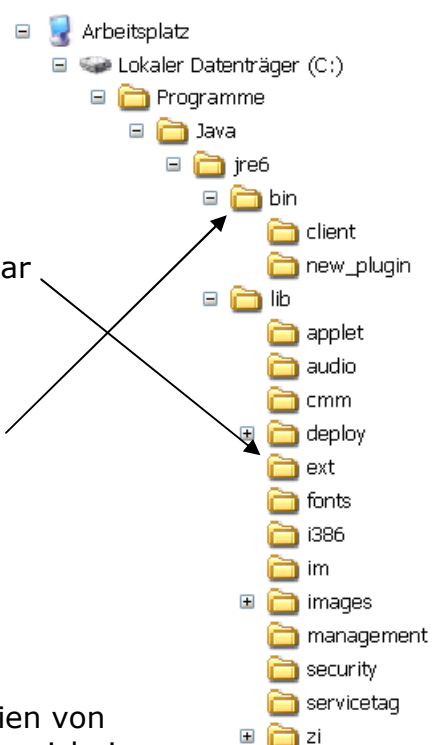 Arbeitsplatz
Lokaler Datenträger (C:)
Programme
Java
jre6
bin
client
ar
new_plugin
lib
applet
audio
cmm
deploy
ext
fonts
i386
im
images
management
security
servicetag
ien von
zi